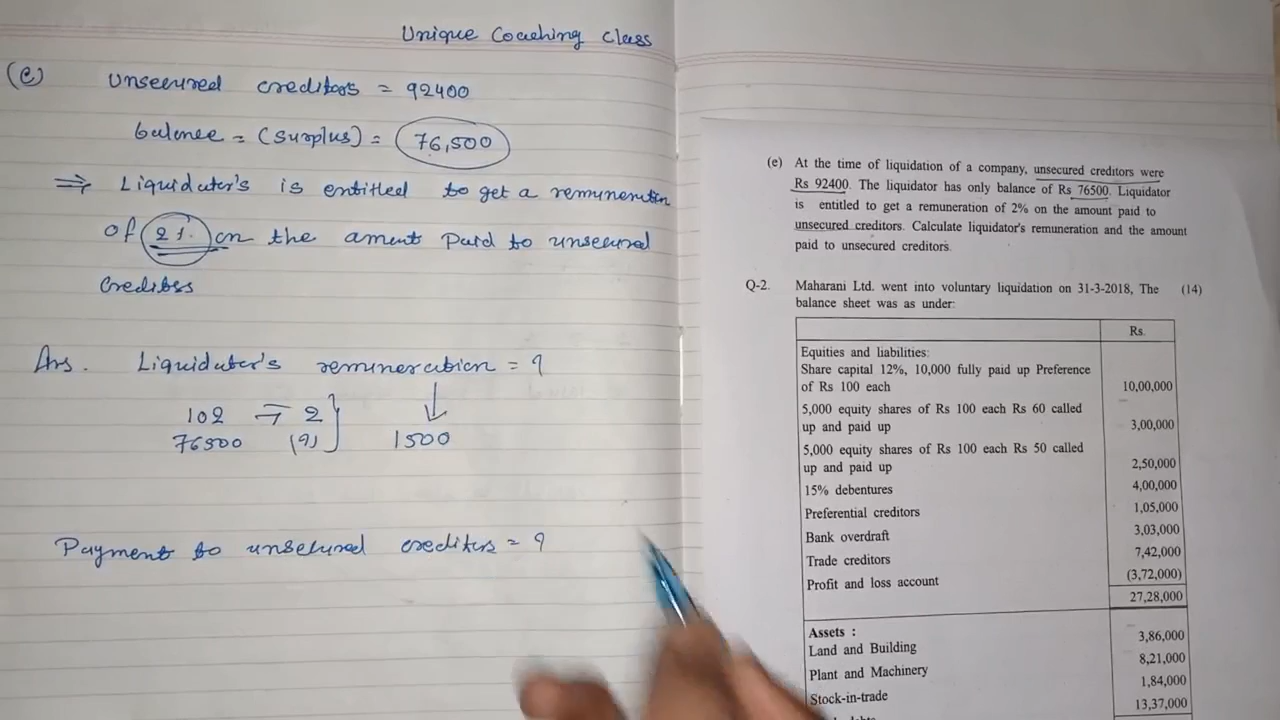 Unique Coaching Class
(e) Unsecured creditors = 92400
balance = (Surplus) = 76,500
⇒ Liquidator's is entitled to get a remuneration
of 2% on the amount paid to unsecured
creditors
Ans. Liquidator's remuneration = ?
102 → 2
76500 (?) 1500
Payment to unsecured creditors = ?
(e) At the time of liquidation of a company, unsecured creditors were
Rs 92400. The liquidator has only balance of Rs 76500. Liquidator
is entitled to get a remuneration of 2% on the amount paid to
unsecured creditors. Calculate liquidator's remuneration and the amount
paid to unsecured creditors.
Q-2. Maharani Ltd. went into voluntary liquidation on 31-3-2018, The (14)
balance sheet was as under:
Rs.
Equities and liabilities:
Share capital 12%, 10,000 fully paid up Preference
of Rs 100 each 10,00,000
5,000 equity shares of Rs 100 each Rs 60 called
up and paid up 3,00,000
5,000 equity shares of Rs 100 each Rs 50 called
up and paid up 2,50,000
15% debentures 4,00,000
Preferential creditors 1,05,000
Bank overdraft 3,03,000
Trade creditors 7,42,000
Profit and loss account (3,72,000)
27,28,000
Assets :
Land and Building 3,86,000
Plant and Machinery 8,21,000
Stock-in-trade 1,84,000
13,37,000